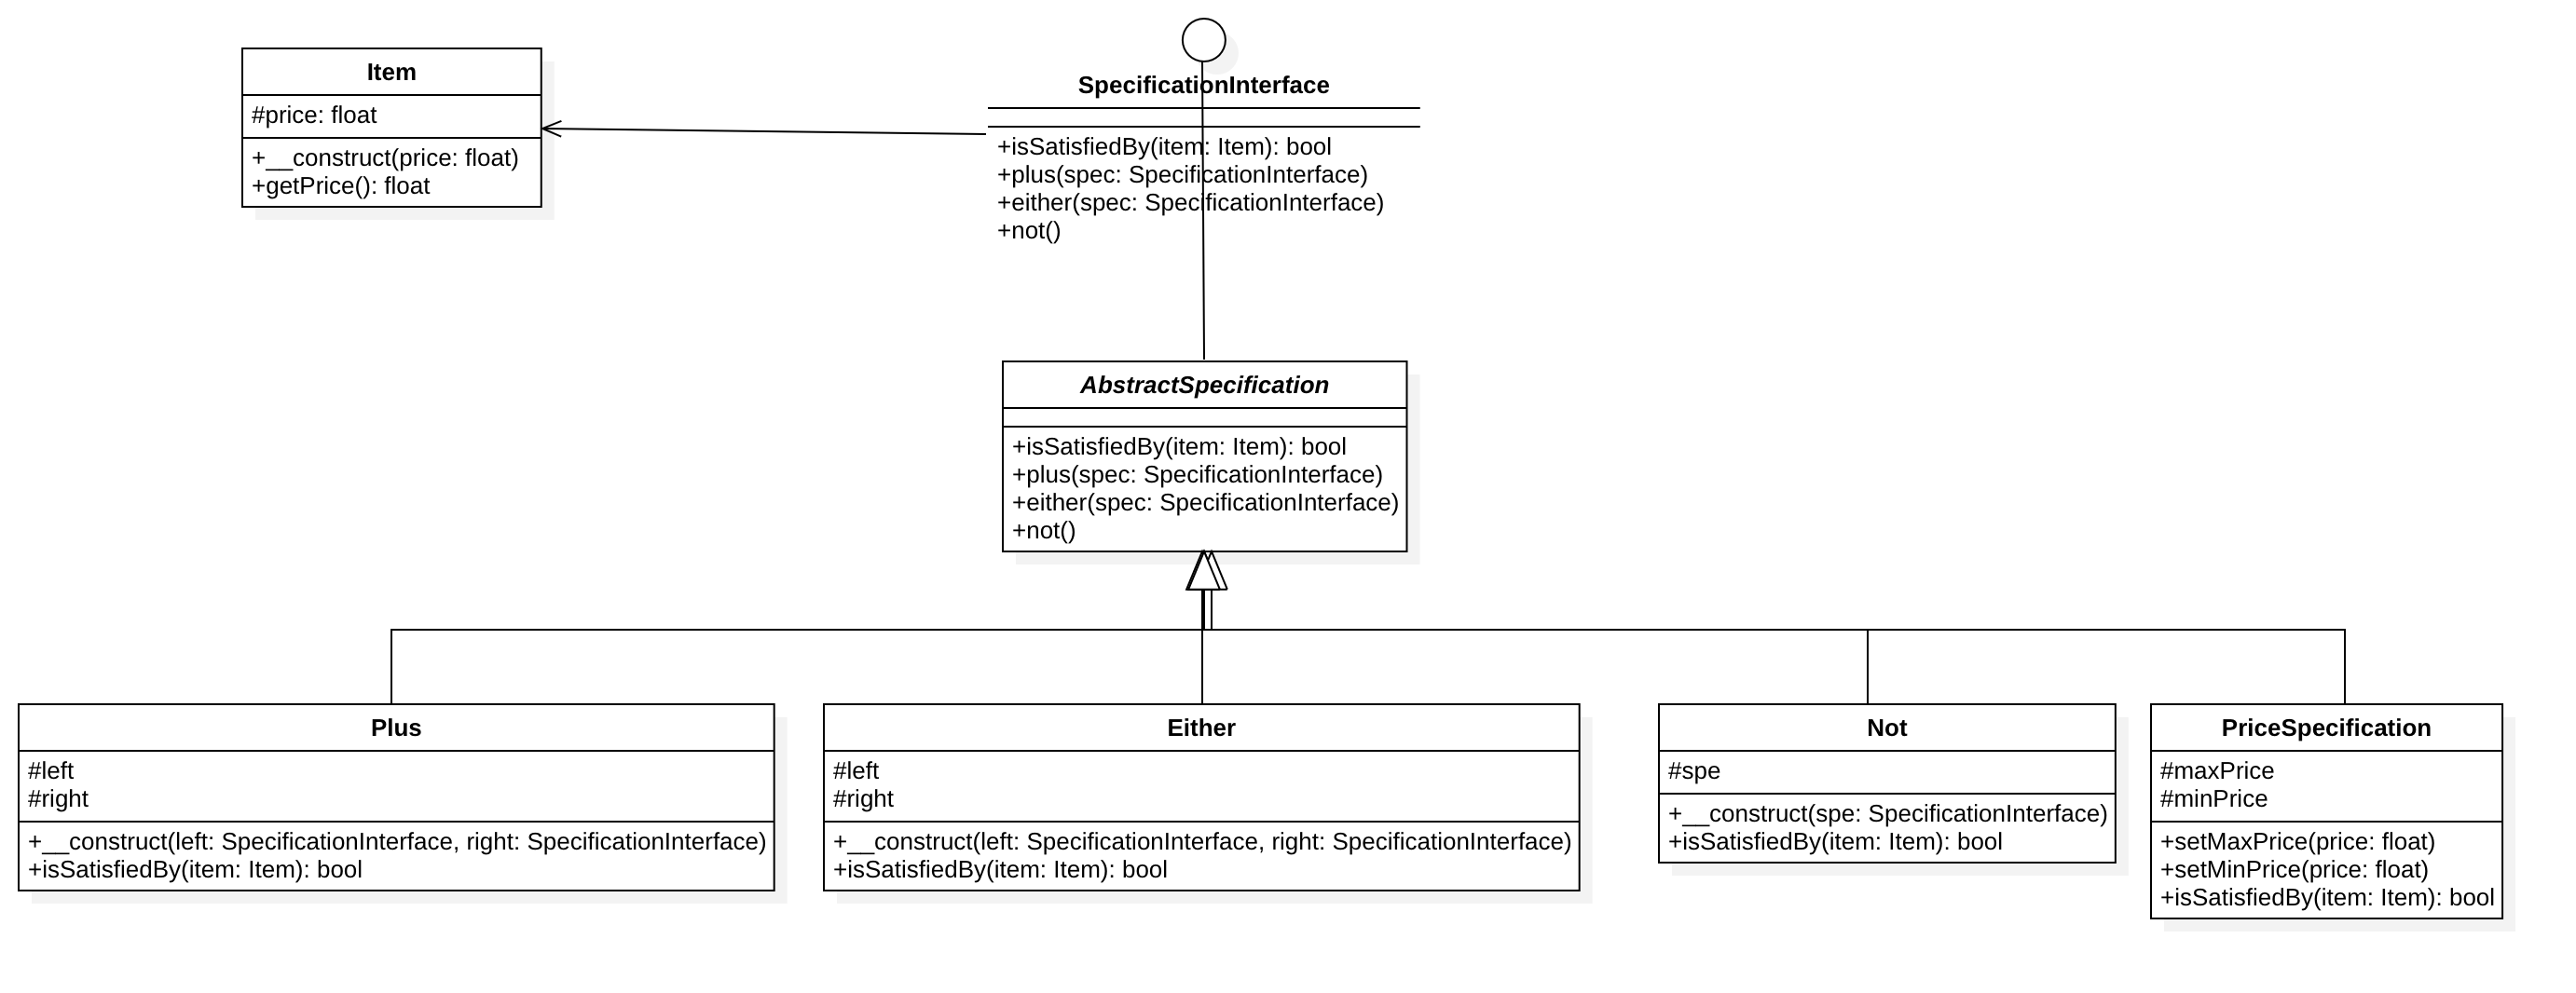 Item
#price: float
+__construct(price: float)
+getPrice(): float
SpecificationInterface
+isSatisfiedBy(item: Item): bool
+plus(spec: SpecificationInterface)
+either(spec: SpecificationInterface)
+not()
AbstractSpecification
+isSatisfiedBy(item: Item): bool
+plus(spec: SpecificationInterface)
+either(spec: SpecificationInterface)
+not()
Plus
#left
#right
+__construct(left: SpecificationInterface, right: SpecificationInterface)
+isSatisfiedBy(item: Item): bool
Either
#left
#right
+__construct(left: SpecificationInterface, right: SpecificationInterface)
+isSatisfiedBy(item: Item): bool
Not
#spe
+__construct(spe: SpecificationInterface)
+isSatisfiedBy(item: Item): bool
PriceSpecification
#maxPrice
#minPrice
+setMaxPrice(price: float)
+setMinPrice(price: float)
+isSatisfiedBy(item: Item): bool